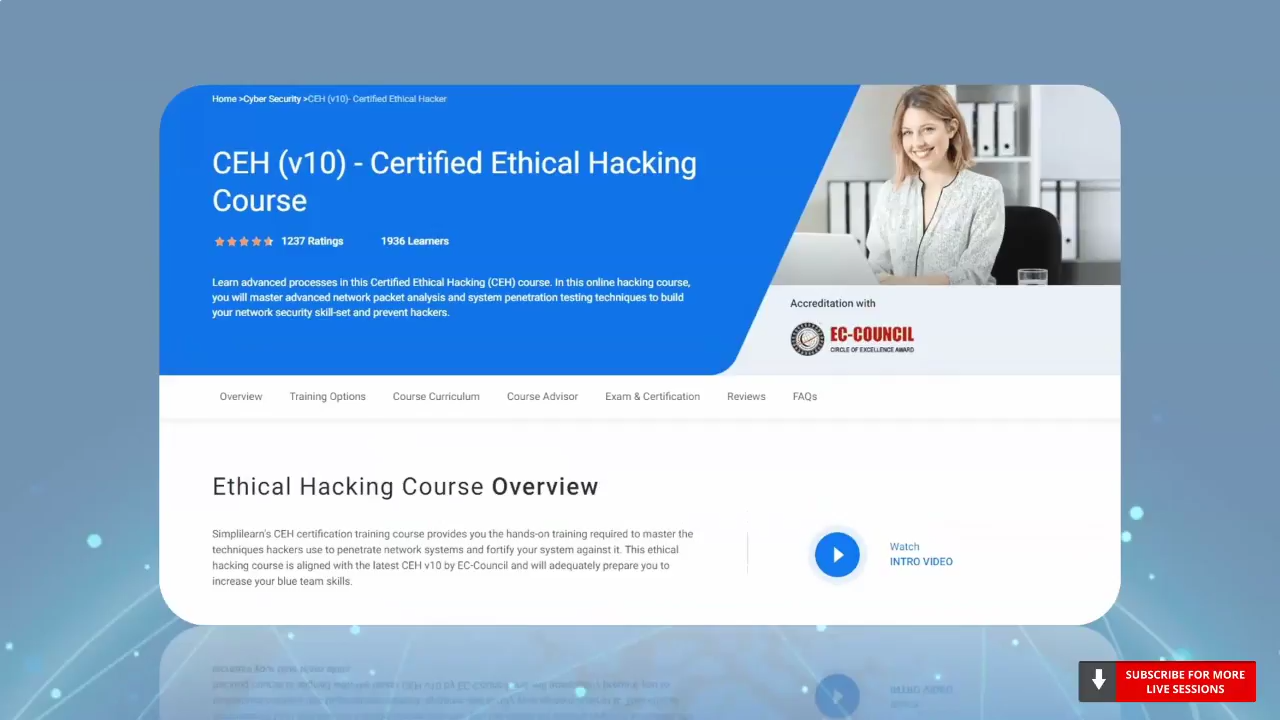 Home >Cyber Security >CEH (v10)- Certified Ethical Hacker
CEH (v10) - Certified Ethical Hacking
Course
1237 Ratings 1936 Learners
Learn advanced processes in this Certified Ethical Hacking (CEH) course. In this online hacking course,
you will master advanced network packet analysis and system penetration testing techniques to build
your network security skill-set and prevent hackers.
Accreditation with
EC-COUNCIL
CIRCLE OF EXCELLENCE AWARD
Overview Training Options Course Curriculum Course Advisor Exam & Certification Reviews FAQs
Ethical Hacking Course Overview
Simplilearn's CEH certification training course provides you the hands-on training required to master the
techniques hackers use to penetrate network systems and fortify your system against it. This ethical
hacking course is aligned with the latest CEH v10 by EC-Council and will adequately prepare you to
increase your blue team skills.
Watch
INTRO VIDEO
SUBSCRIBE FOR MORE
LIVE SESSIONS